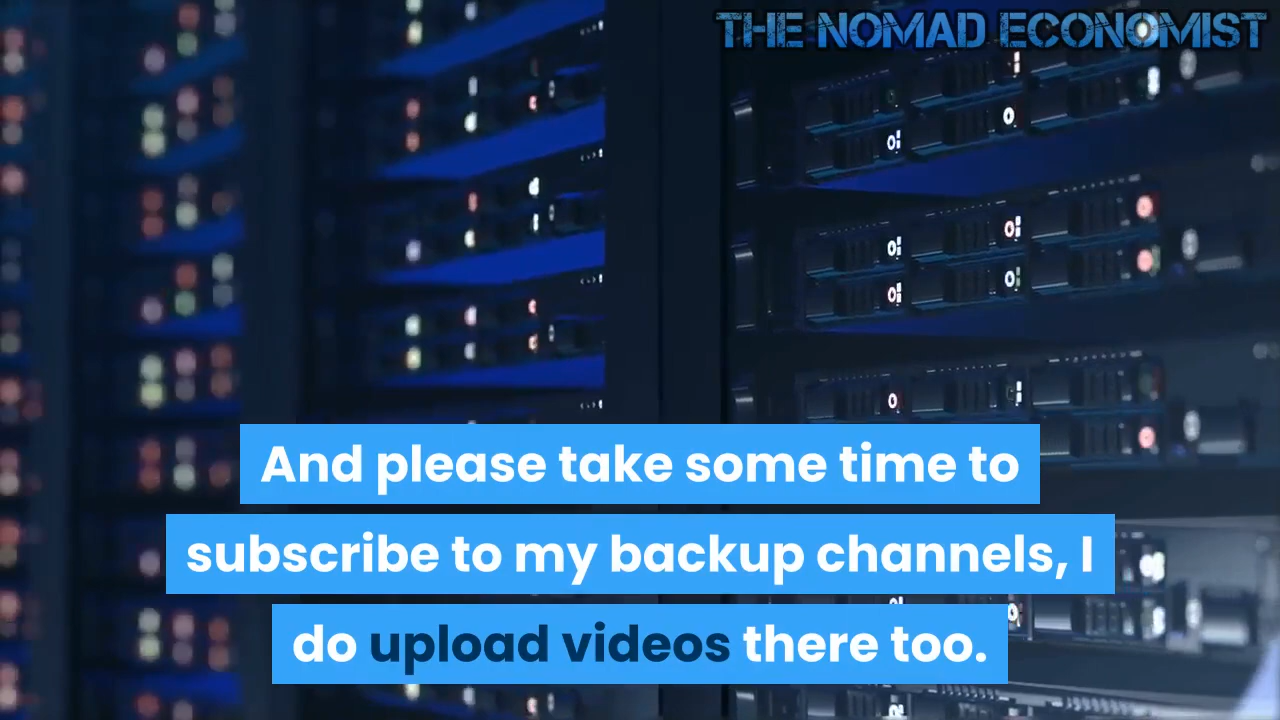 THE NOMAD ECONOMIST
And please take some time to
subscribe to my backup channels, I
do upload videos there too.